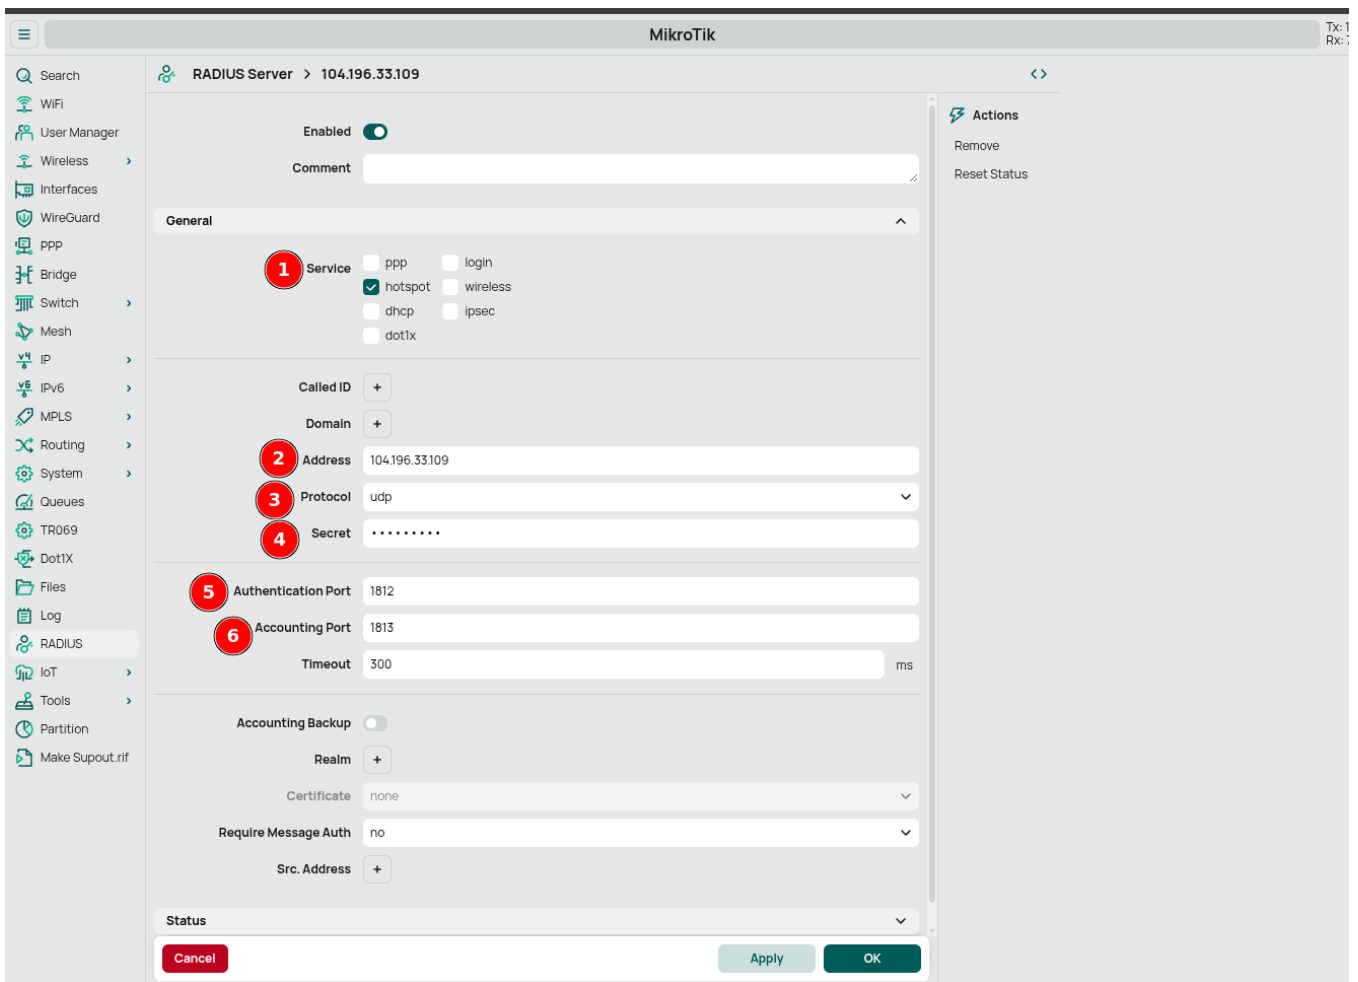 MikroTik
Tx: 1
Rx: 7
Search
WiFi
User Manager
Wireless
Interfaces
WireGuard
PPP
Bridge
Switch
Mesh
IP
IPv6
MPLS
Routing
System
Queues
TR069
Dot1X
Files
Log
RADIUS
IoT
Tools
Partition
Make Supout.rif
RADIUS Server > 104.196.33.109
Enabled
Comment
General
1 Service
ppp login
hotspot wireless
dhcp ipsec
dot1x
Called ID +
Domain +
2 Address 104.196.33.109
3 Protocol udp
4 Secret •••••••••
5 Authentication Port 1812
6 Accounting Port 1813
Timeout 300 ms
Accounting Backup
Realm +
Certificate none
Require Message Auth no
Src. Address +
Status
Cancel Apply OK
Actions
Remove
Reset Status